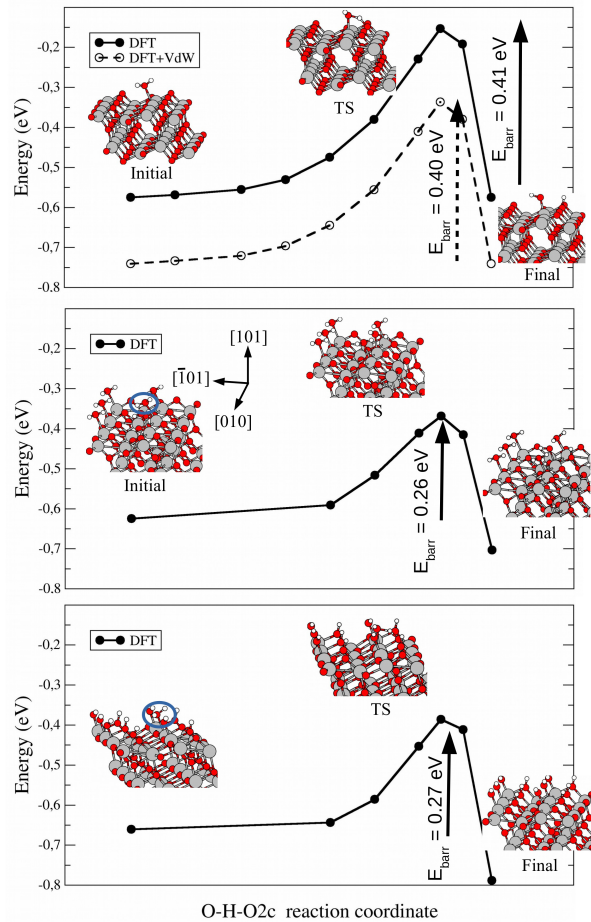 DFT
DFT+VdW
Energy (eV)
-0.2
-0.3
-0.4
-0.5
-0.6
-0.7
-0.8
Initial
TS
Final
E_barr = 0.40 eV
E_barr = 0.41 eV
DFT
Energy (eV)
-0.2
-0.3
-0.4
-0.5
-0.6
-0.7
-0.8
[101]
[1̅01]
[010]
Initial
TS
Final
E_barr = 0.26 eV
DFT
Energy (eV)
-0.2
-0.3
-0.4
-0.5
-0.6
-0.7
-0.8
TS
Final
E_barr = 0.27 eV
O-H-O2c reaction coordinate